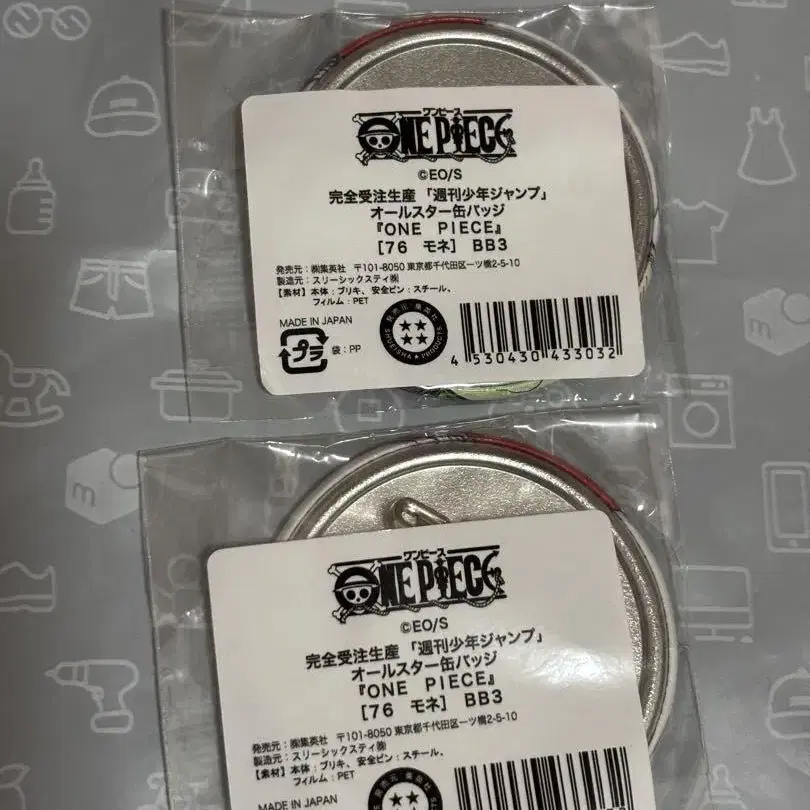 ワンピース
ONE PIECE
©EO/S
完全受注生産 「週刊少年ジャンプ」
オールスター缶バッジ
『ONE PIECE』
[76 モネ] BB3
発売元:㈱集英社 〒101-8050 東京都千代田区一ツ橋2-5-10
製造元:スリーシックスティ㈱
【素材】本体:ブリキ、安全ピン:スチール、
フィルム:PET
MADE IN JAPAN
プラ 袋:PP
発売元・集英社
SHUEISHA★PRODUCTS
4 530430 433032
m
m
ワンピース
ONE PIECE
©EO/S
完全受注生産 「週刊少年ジャンプ」
オールスター缶バッジ
『ONE PIECE』
[76 モネ] BB3
発売元:㈱集英社 〒101-8050 東京都千代田区一ツ橋2-5-10
製造元:スリーシックスティ㈱
【素材】本体:ブリキ、安全ピン:スチール、
フィルム:PET
MADE IN JAPAN